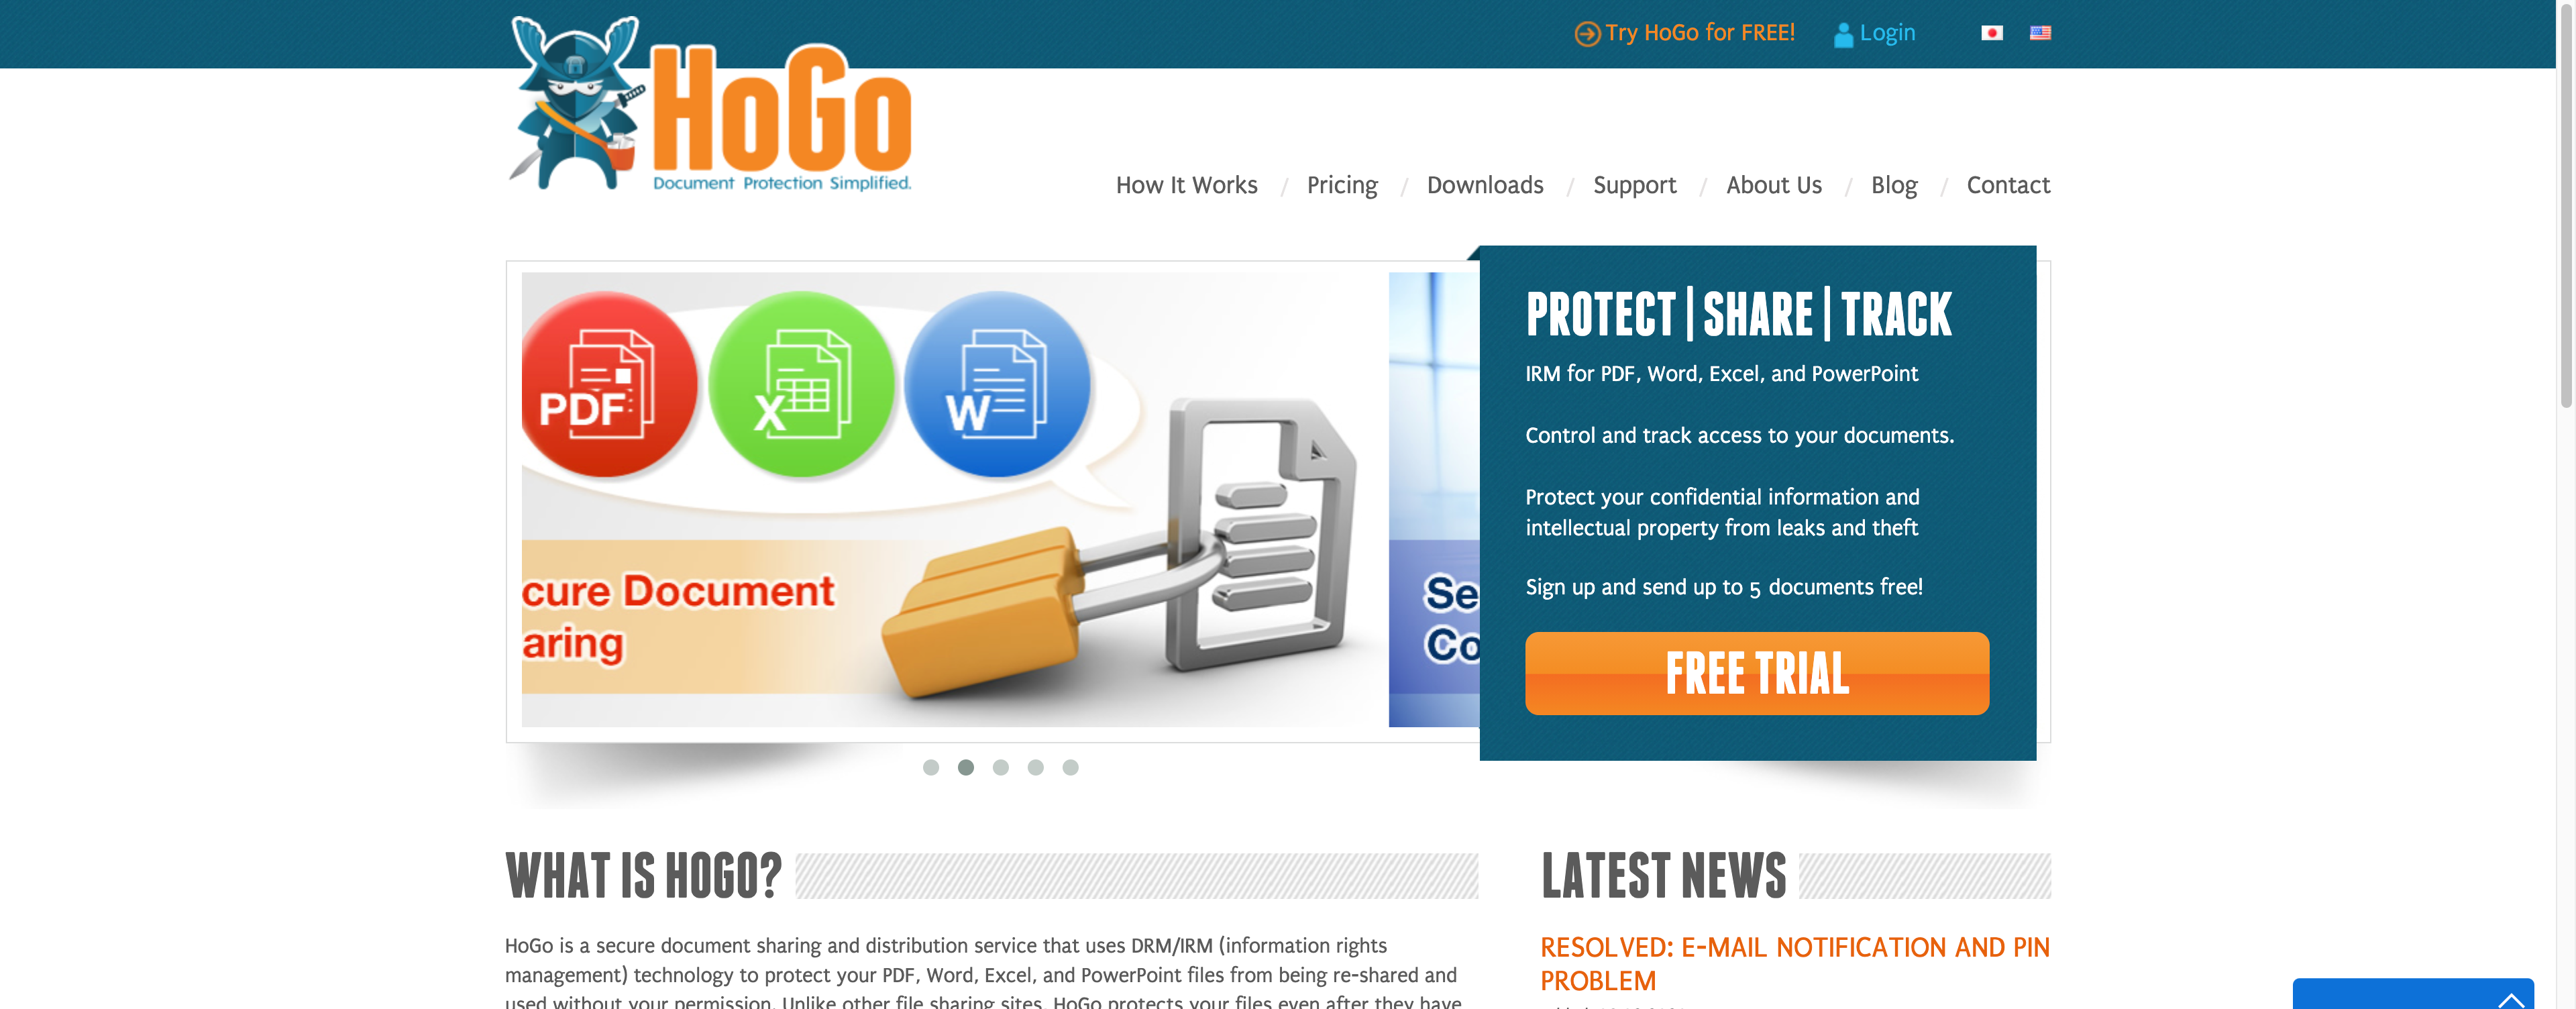 Try HoGo for FREE!
Login
HoGo
Document Protection Simplified.
How It Works / Pricing / Downloads / Support / About Us / Blog / Contact
PDF
X
W
cure Document
aring
Se
Co
PROTECT | SHARE | TRACK
IRM for PDF, Word, Excel, and PowerPoint
Control and track access to your documents.
Protect your confidential information and
intellectual property from leaks and theft
Sign up and send up to 5 documents free!
FREE TRIAL
WHAT IS HOGO?
HoGo is a secure document sharing and distribution service that uses DRM/IRM (information rights
management) technology to protect your PDF, Word, Excel, and PowerPoint files from being re-shared and
used without your permission. Unlike other file sharing sites, HoGo protects your files even after they have
LATEST NEWS
RESOLVED: E-MAIL NOTIFICATION AND PIN
PROBLEM